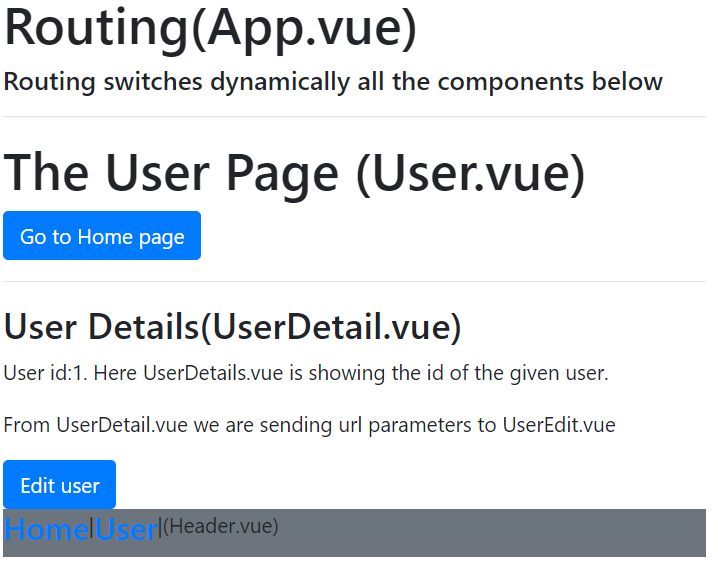 Routing(App.vue)
Routing switches dynamically all the components below
The User Page (User.vue)
Go to Home page
User Details(UserDetail.vue)
User id:1. Here UserDetails.vue is showing the id of the given user.
From UserDetail.vue we are sending url parameters to UserEdit.vue
Edit user
Home|User|(Header.vue)